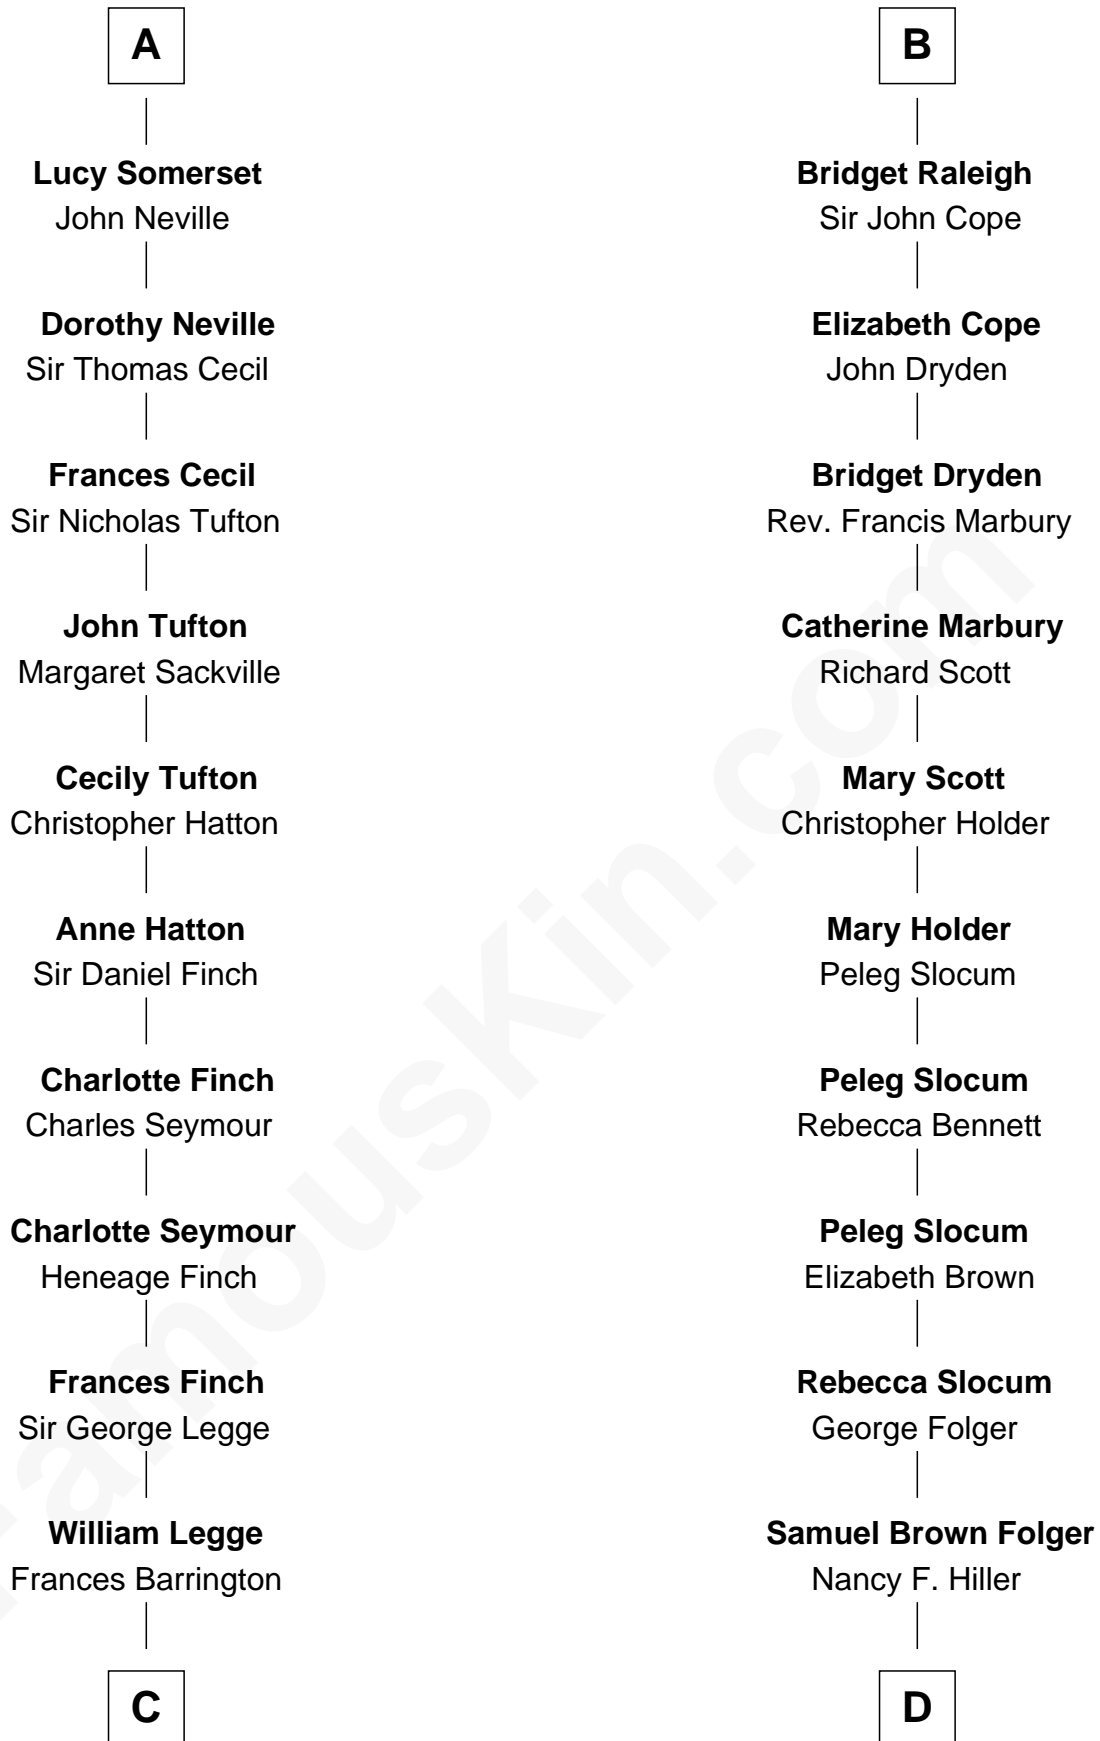 A
Lucy Somerset
John Neville
Dorothy Neville
Sir Thomas Cecil
Frances Cecil
Sir Nicholas Tufton
John Tufton
Margaret Sackville
Cecily Tufton
Christopher Hatton
Anne Hatton
Sir Daniel Finch
Charlotte Finch
Charles Seymour
Charlotte Seymour
Heneage Finch
Frances Finch
Sir George Legge
William Legge
Frances Barrington
C
B
Bridget Raleigh
Sir John Cope
Elizabeth Cope
John Dryden
Bridget Dryden
Rev. Francis Marbury
Catherine Marbury
Richard Scott
Mary Scott
Christopher Holder
Mary Holder
Peleg Slocum
Peleg Slocum
Rebecca Bennett
Peleg Slocum
Elizabeth Brown
Rebecca Slocum
George Folger
Samuel Brown Folger
Nancy F. Hiller
D
FamousKin.com